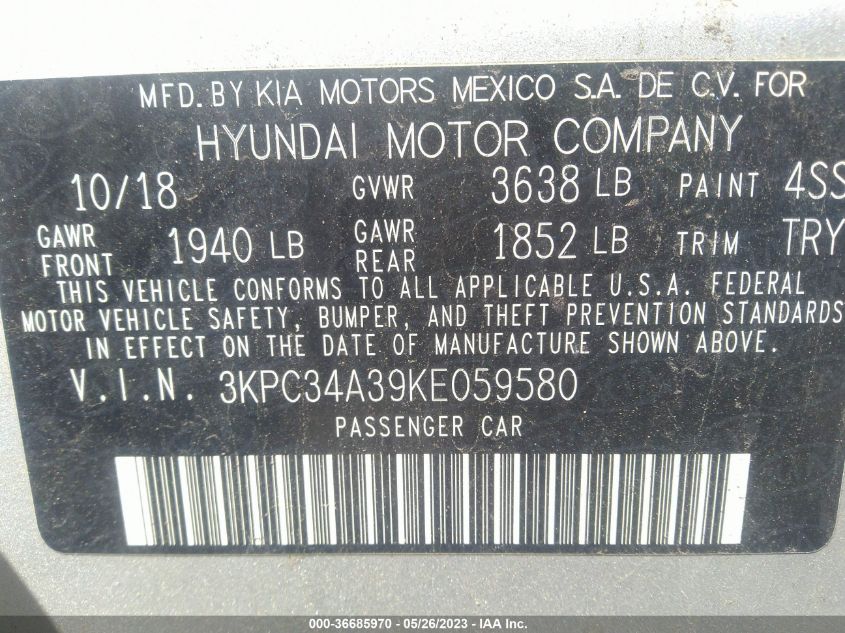 MFD. BY KIA MOTORS MEXICO S.A. DE C.V. FOR
HYUNDAI MOTOR COMPANY
10/18 GVWR 3638 LB PAINT 4SS
GAWR FRONT 1940 LB GAWR REAR 1852 LB TRIM TRY
THIS VEHICLE CONFORMS TO ALL APPLICABLE U.S.A. FEDERAL
MOTOR VEHICLE SAFETY, BUMPER, AND THEFT PREVENTION STANDARDS
IN EFFECT ON THE DATE OF MANUFACTURE SHOWN ABOVE.
V.I.N. 3KPC34A39KE059580
PASSENGER CAR
000-36685970 - 05/26/2023 - IAA Inc.